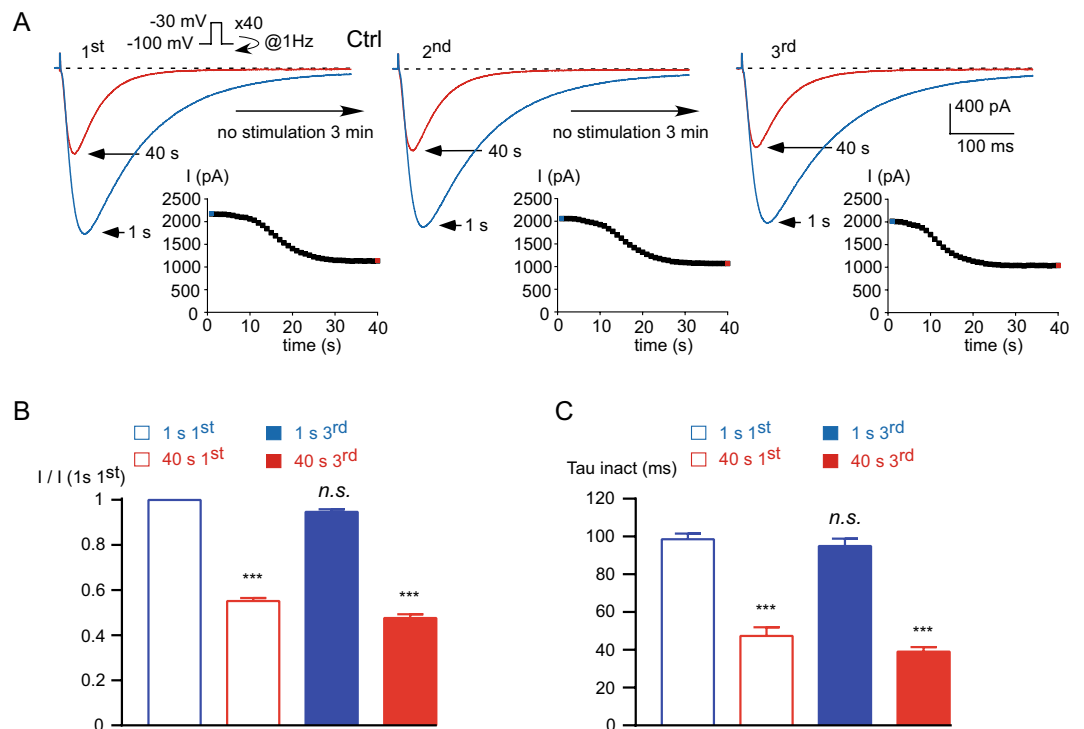 A
-30 mV
x40
-100 mV
@1Hz
1st
Ctrl
2nd
3rd
no stimulation 3 min
no stimulation 3 min
400 pA
100 ms
40 s
40 s
40 s
1 s
1 s
1 s
I (pA)
2500
2000
1500
1000
500
0
0 10 20 30 40
time (s)
I (pA)
2500
2000
1500
1000
500
0
0 10 20 30 40
time (s)
I (pA)
2500
2000
1500
1000
500
0
0 10 20 30 40
time (s)
B
1 s 1st
1 s 3rd
40 s 1st
40 s 3rd
I / I (1s 1st)
1
0.8
0.6
0.4
0.2
0
***
n.s.
***
C
1 s 1st
1 s 3rd
40 s 1st
40 s 3rd
Tau inact (ms)
120
100
80
60
40
20
0
***
n.s.
***